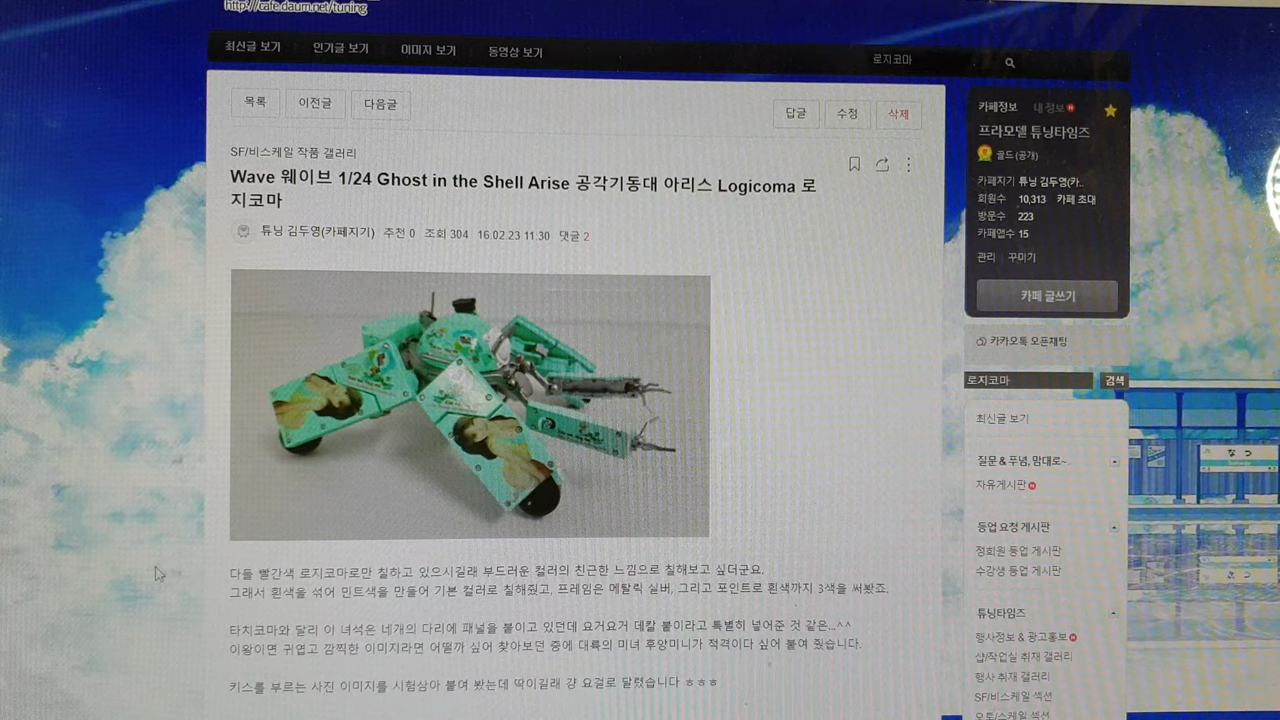 http://cafe.daum.net/tuning
최신글 보기 인기글 보기 이미지 보기 동영상 보기 로지코마
목록 이전글 다음글 답글 수정 삭제
SF/비스케일 작품 갤러리
Wave 웨이브 1/24 Ghost in the Shell Arise 공각기동대 아리스 Logicoma 로
지코마
튜닝 김두영(카페지기) 추천 0 조회 304 16.02.23 11:30 댓글 2
다들 빨간색 로지코마로만 칠하고 있으시길래 부드러운 컬러의 친근한 느낌으로 칠해보고 싶더군요.
그래서 흰색을 섞어 민트색을 만들어 기본 컬러로 칠해줬고, 프레임은 메탈릭 실버, 그리고 포인트로 흰색까지 3색을 써봤죠.
타치코마와 달리 이 녀석은 네개의 다리에 패널을 붙이고 있던데 요거요거 데칼 붙이라고 특별히 넣어준 것 같은...^^
이왕이면 귀엽고 깜찍한 이미지라면 어떨까 싶어 찾아보던 중에 대륙의 미녀 후앙미니가 적격이다 싶어 붙여 줬습니다.
키스를 부르는 사진 이미지를 시험삼아 붙여 봤는데 딱이길래 걍 요걸로 달렸습니다 ㅎㅎㅎ
카페정보 내 정보 N
프라모델 튜닝타임즈
골드 (공개)
카페지기 튜닝 김두영(카..
회원수 10,313 카페 초대
방문수 223
카페앱수 15
관리 꾸미기
카페 글쓰기
카카오톡 오픈채팅
로지코마 검색
최신글 보기
질문 & 푸념, 맘대로~
자유게시판 N
등업 요청 게시판
정회원 등업 게시판
수강생 등업 게시판
튜닝타임즈
행사정보 & 광고홍보 N
샵/작업실 취재 갤러리
행사 취재 갤러리
SF/비스케일 섹션
오토/스케일 섹션
なつ